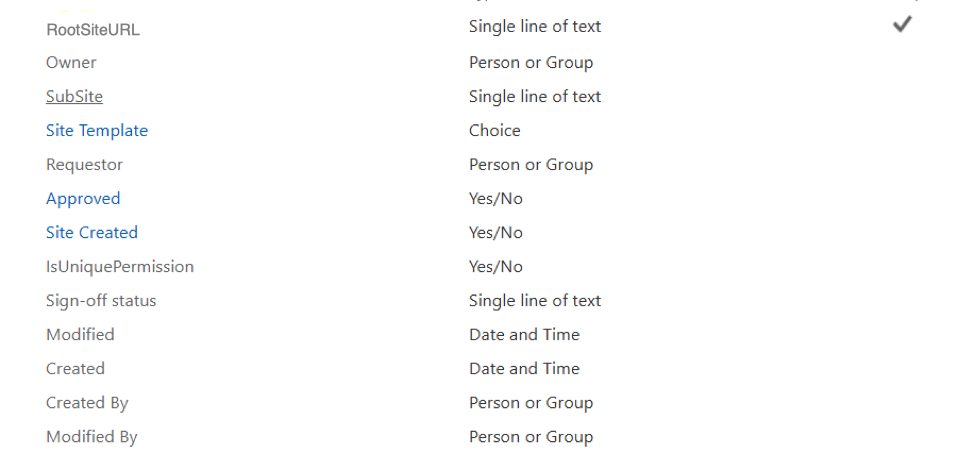 RootSiteURL Single line of text
Owner Person or Group
SubSite Single line of text
Site Template Choice
Requestor Person or Group
Approved Yes/No
Site Created Yes/No
IsUniquePermission Yes/No
Sign-off status Single line of text
Modified Date and Time
Created Date and Time
Created By Person or Group
Modified By Person or Group